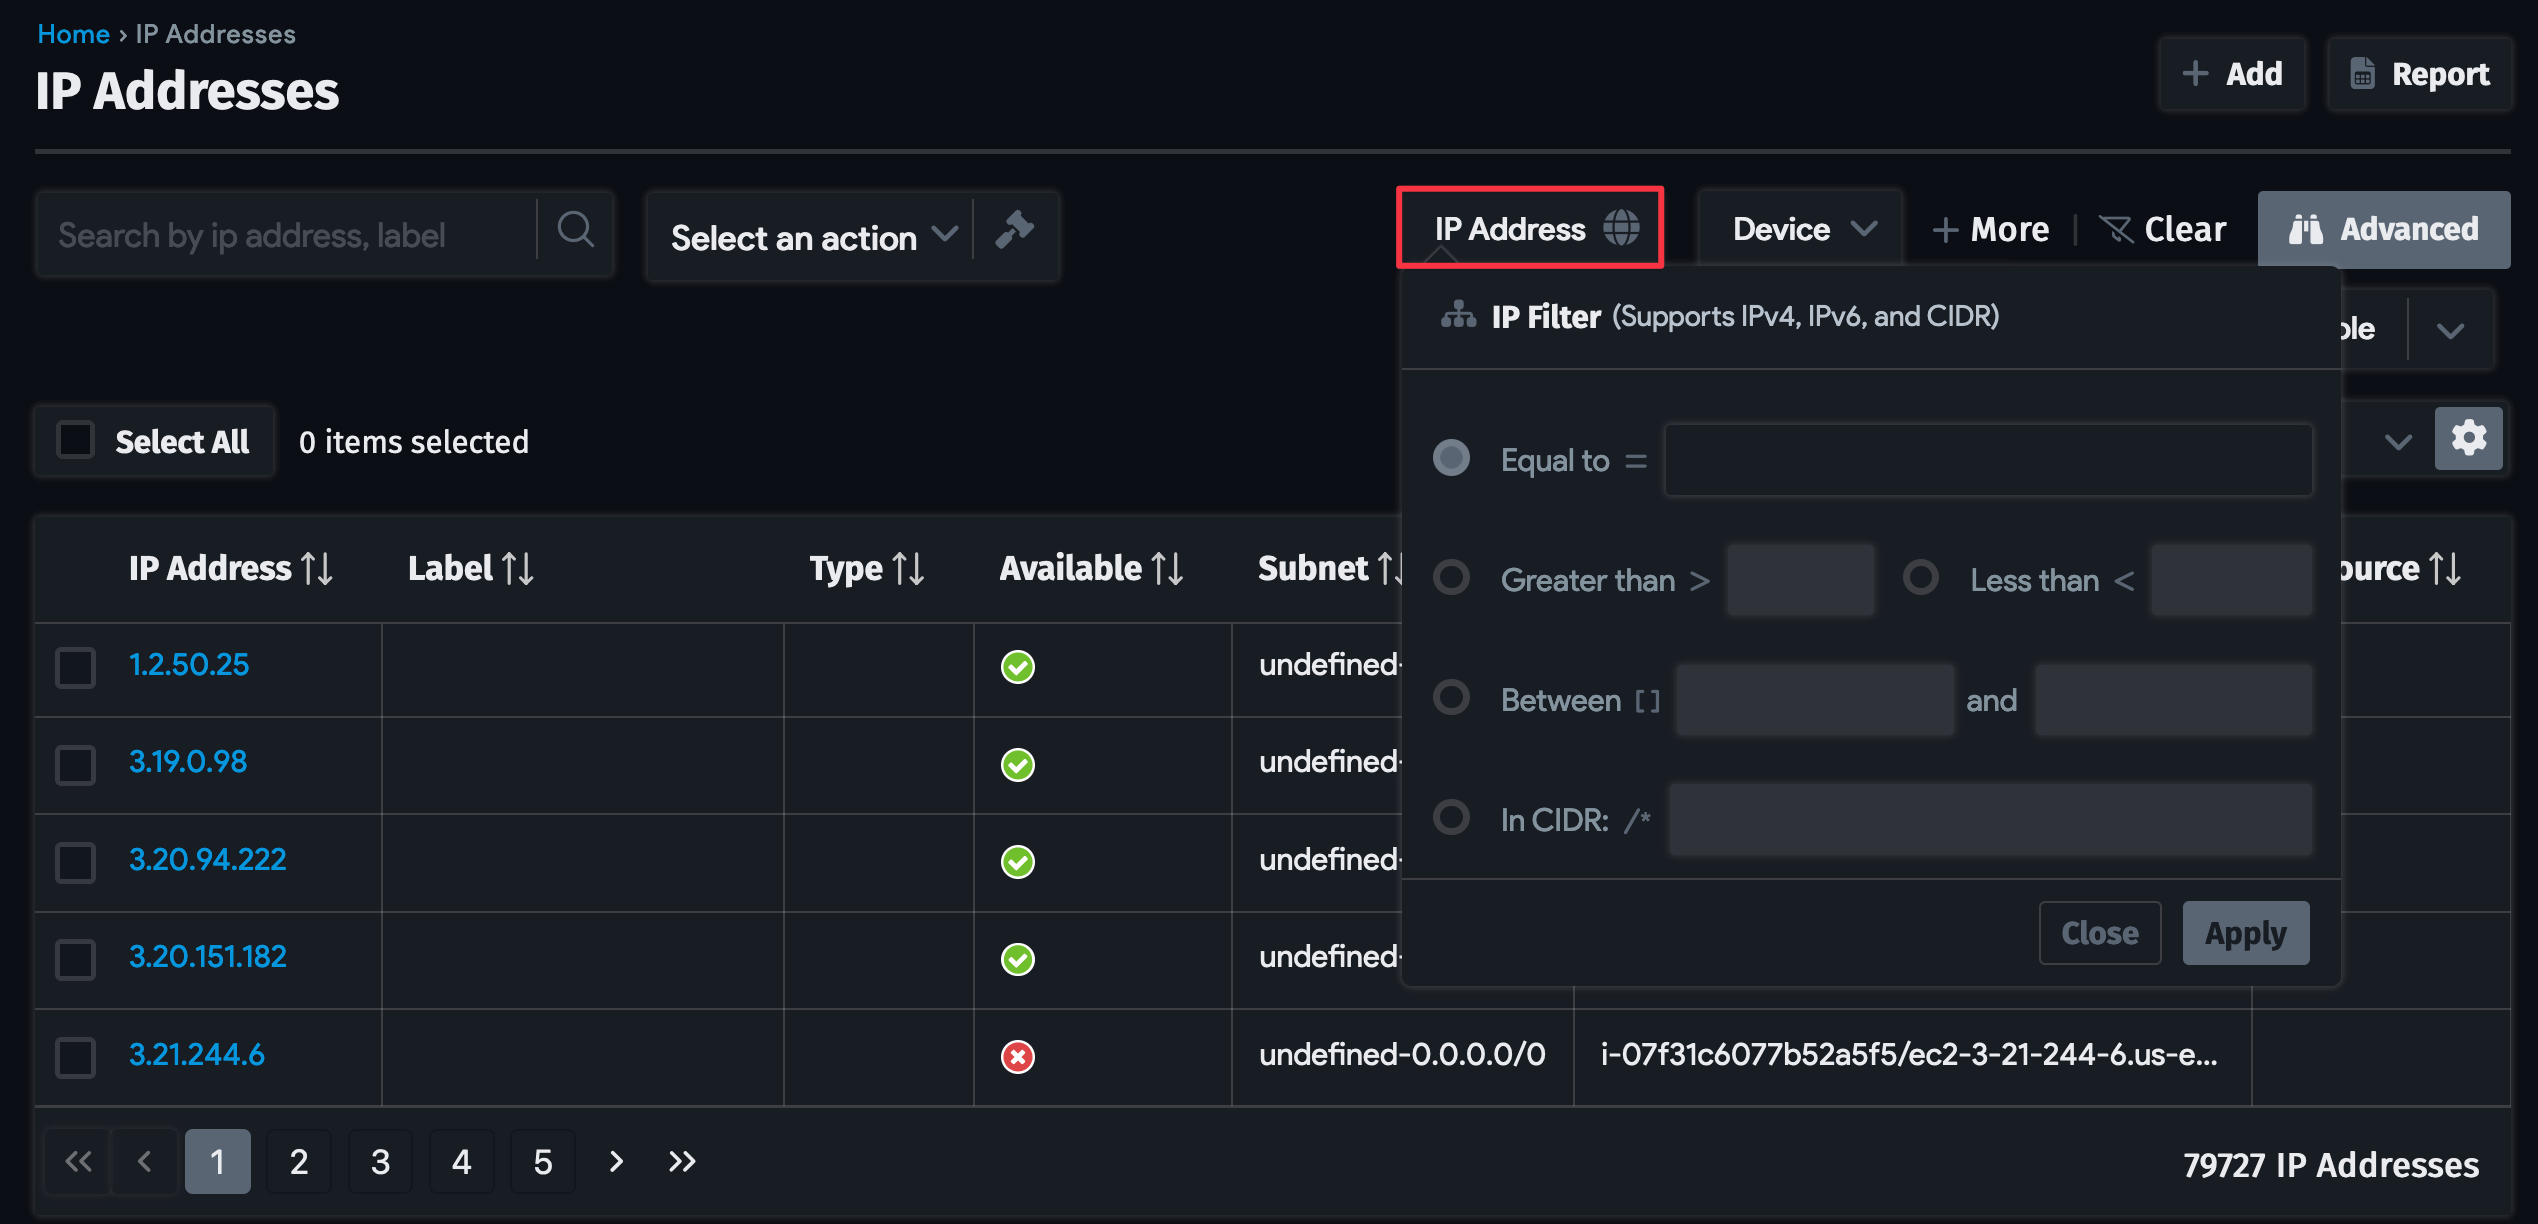 Home › IP Addresses
IP Addresses
+ Add
Report
Search by ip address, label
Select an action
IP Address
Device
+ More
Clear
Advanced
IP Filter (Supports IPv4, IPv6, and CIDR)
Select All
0 items selected
Equal to =
Greater than >
Less than <
Between []
and
In CIDR: /*
Close
Apply
IP Address Label Type Available Subnet
1.2.50.25 undefined-
3.19.0.98 undefined-
3.20.94.222 undefined-
3.20.151.182 undefined-
3.21.244.6 undefined-0.0.0.0/0 i-07f31c6077b52a5f5/ec2-3-21-244-6.us-e...
« ‹ 1 2 3 4 5 › »
79727 IP Addresses